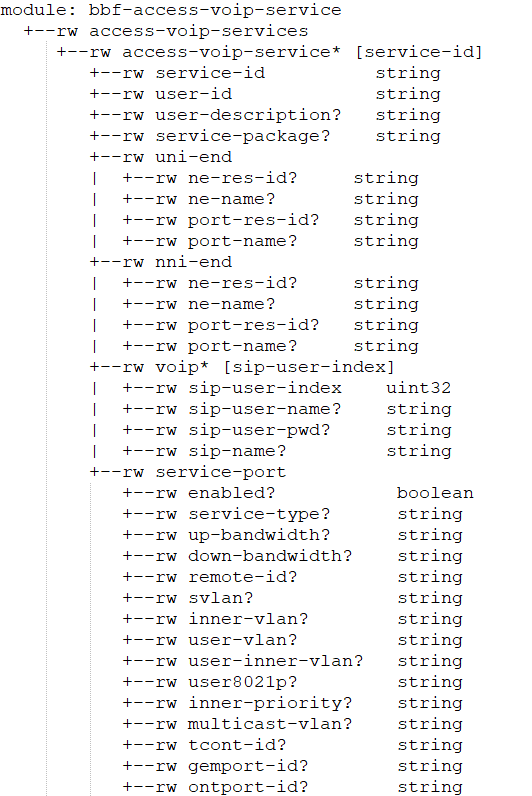 module: bbf-access-voip-service
+--rw access-voip-services
+--rw access-voip-service* [service-id]
+--rw service-id string
+--rw user-id string
+--rw user-description? string
+--rw service-package? string
+--rw uni-end
| +--rw ne-res-id? string
| +--rw ne-name? string
| +--rw port-res-id? string
| +--rw port-name? string
+--rw nni-end
| +--rw ne-res-id? string
| +--rw ne-name? string
| +--rw port-res-id? string
| +--rw port-name? string
+--rw voip* [sip-user-index]
| +--rw sip-user-index uint32
| +--rw sip-user-name? string
| +--rw sip-user-pwd? string
| +--rw sip-name? string
+--rw service-port
+--rw enabled? boolean
+--rw service-type? string
+--rw up-bandwidth? string
+--rw down-bandwidth? string
+--rw remote-id? string
+--rw svlan? string
+--rw inner-vlan? string
+--rw user-vlan? string
+--rw user-inner-vlan? string
+--rw user8021p? string
+--rw inner-priority? string
+--rw multicast-vlan? string
+--rw tcont-id? string
+--rw gemport-id? string
+--rw ontport-id? string